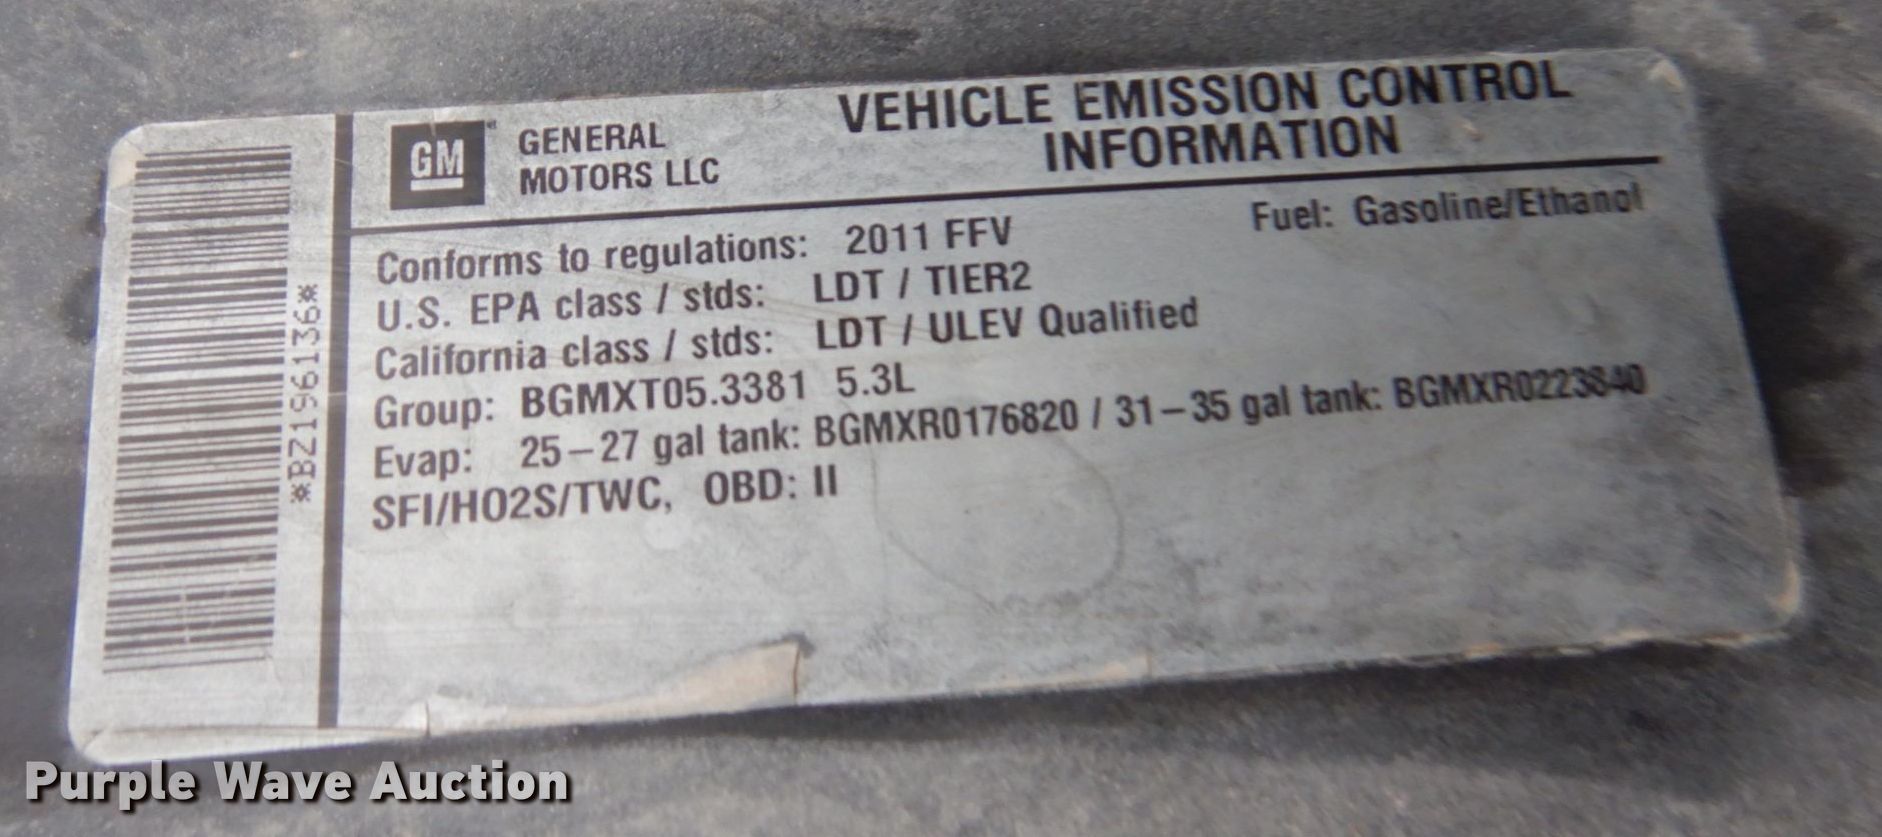 GM
GENERAL
MOTORS LLC
VEHICLE EMISSION CONTROL
INFORMATION
Conforms to regulations: 2011 FFV
Fuel: Gasoline/Ethanol
U.S. EPA class / stds: LDT / TIER2
California class / stds: LDT / ULEV Qualified
Group: BGMXT05.3381 5.3L
Evap: 25-27 gal tank: BGMXR0176820 / 31-35 gal tank: BGMXR0223840
SFI/HO2S/TWC, OBD: II
*BZ196136*
Purple Wave Auction